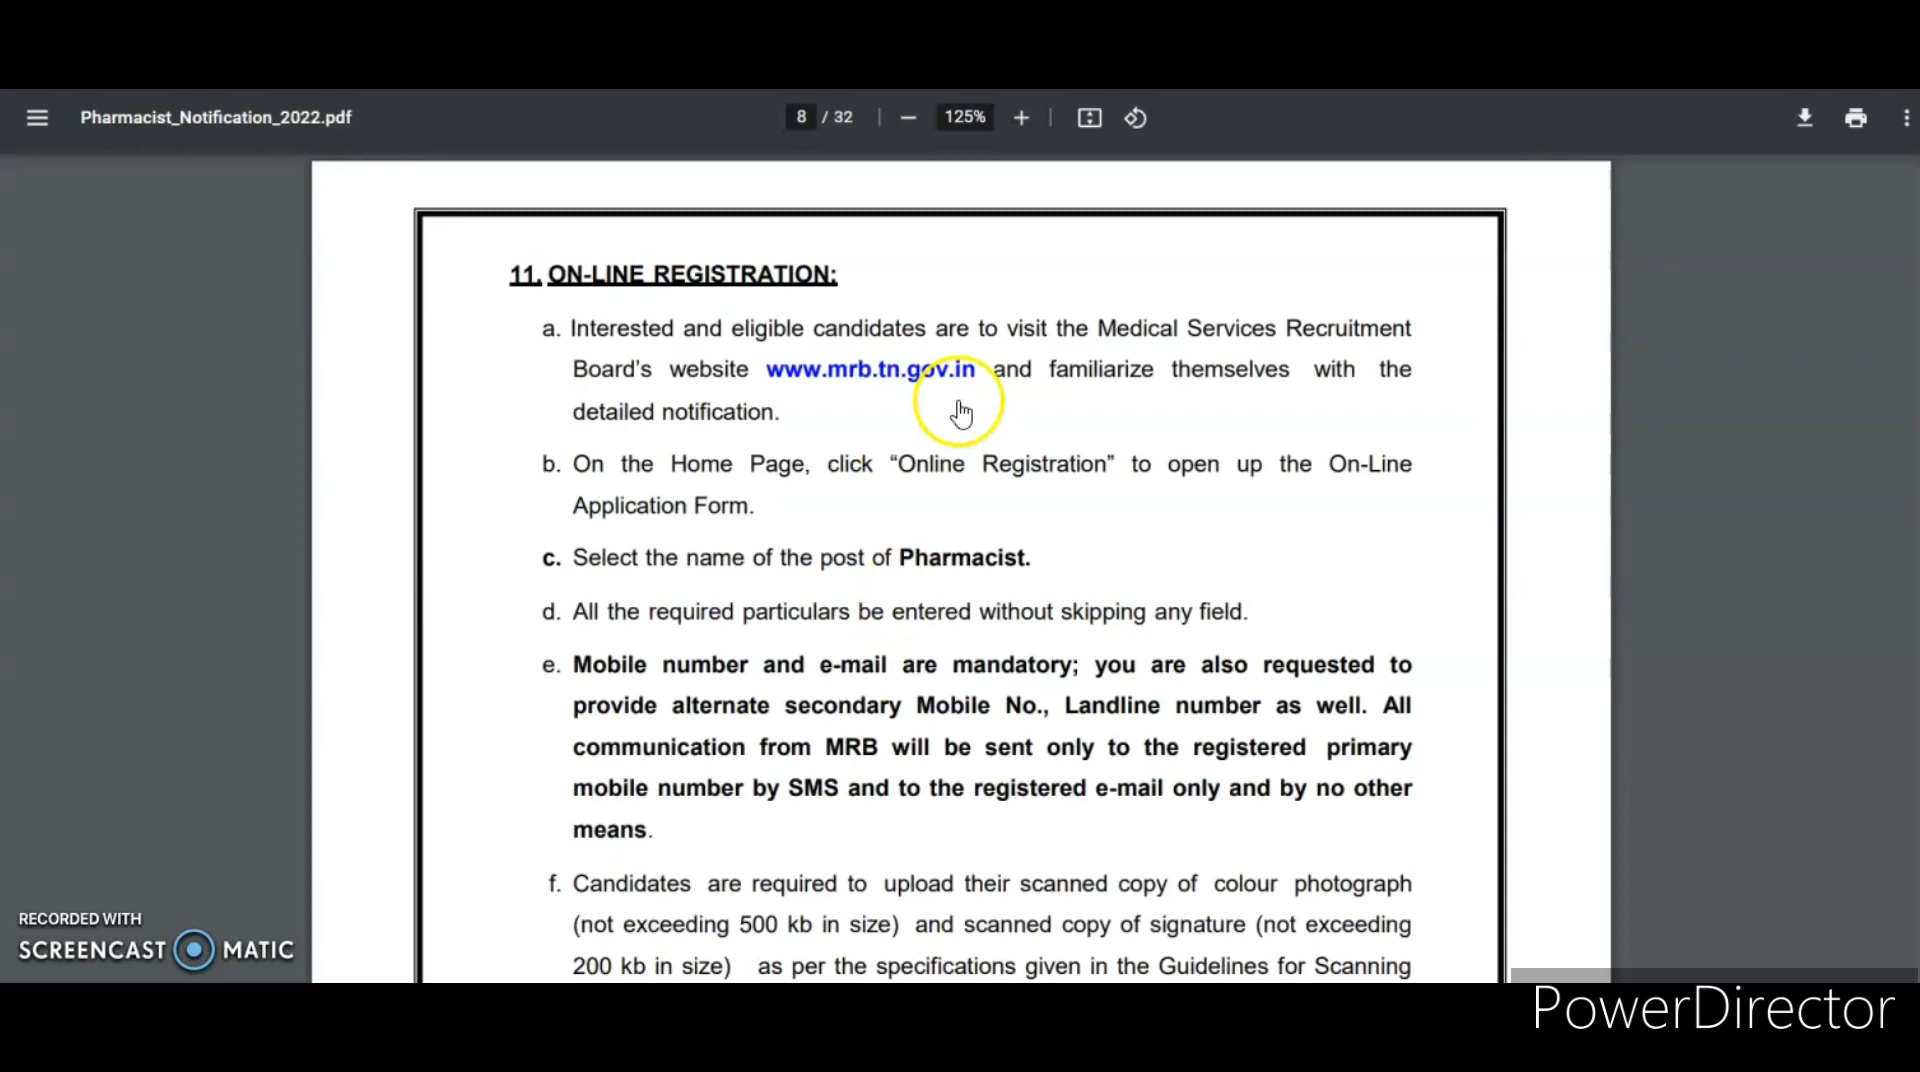 Pharmacist_Notification_2022.pdf
8 / 32
125%
11. ON-LINE REGISTRATION:
a. Interested and eligible candidates are to visit the Medical Services Recruitment
Board’s website www.mrb.tn.gov.in and familiarize themselves with the
detailed notification.
b. On the Home Page, click “Online Registration” to open up the On-Line
Application Form.
c. Select the name of the post of Pharmacist.
d. All the required particulars be entered without skipping any field.
e. Mobile number and e-mail are mandatory; you are also requested to
provide alternate secondary Mobile No., Landline number as well. All
communication from MRB will be sent only to the registered primary
mobile number by SMS and to the registered e-mail only and by no other
means.
f. Candidates are required to upload their scanned copy of colour photograph
(not exceeding 500 kb in size) and scanned copy of signature (not exceeding
200 kb in size) as per the specifications given in the Guidelines for Scanning
RECORDED WITH
SCREENCAST MATIC
PowerDirector